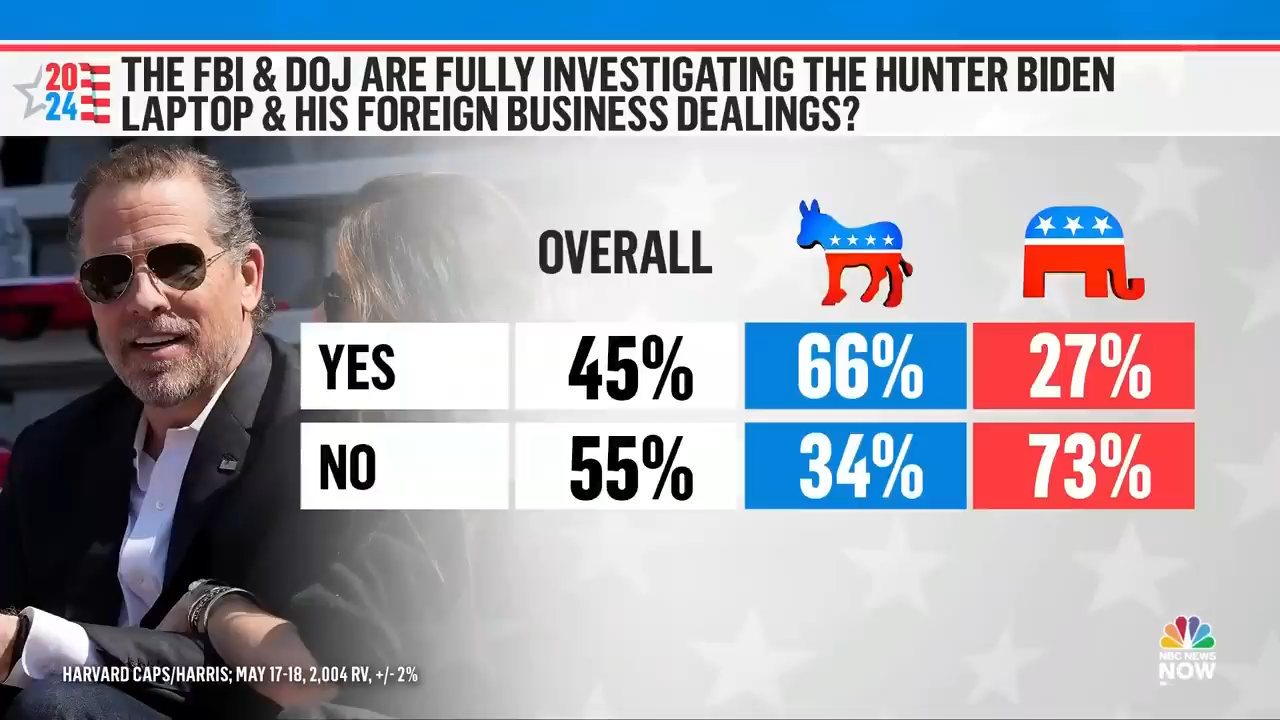 2024
THE FBI & DOJ ARE FULLY INVESTIGATING THE HUNTER BIDEN
LAPTOP & HIS FOREIGN BUSINESS DEALINGS?
OVERALL
YES 45% 66% 27%
NO 55% 34% 73%
HARVARD CAPS/HARRIS; MAY 17-18, 2,004 RV, +/- 2%
NBC NEWS
NOW